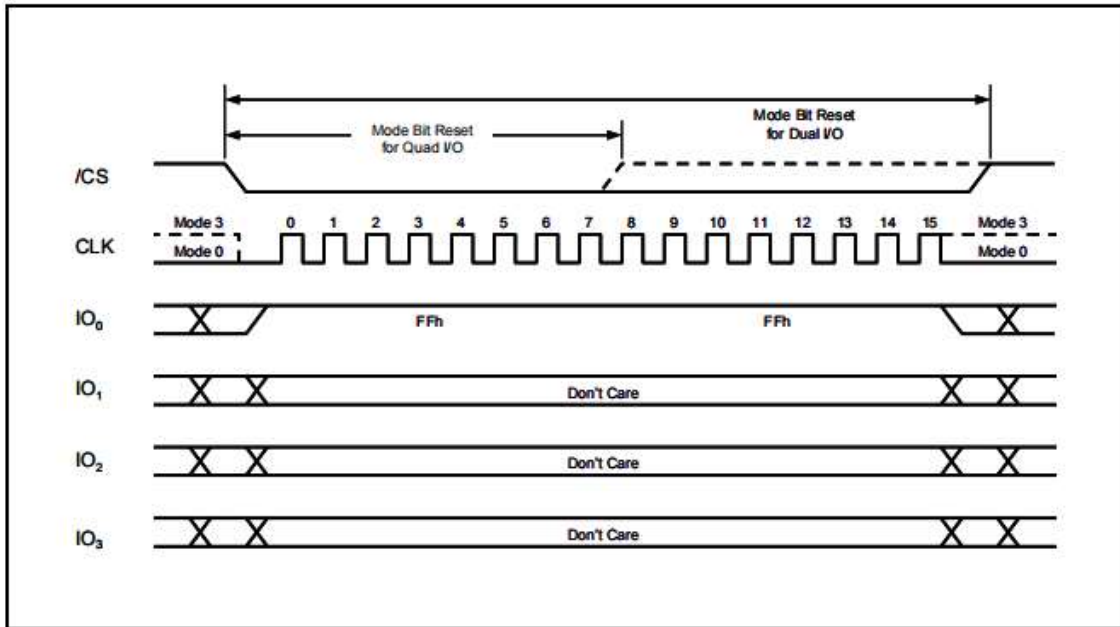 Mode Bit Reset
for Dual I/O
Mode Bit Reset
for Quad I/O
/CS
Mode 3
0 1 2 3 4 5 6 7 8 9 10 11 12 13 14 15
Mode 3
CLK
Mode 0
Mode 0
IO₀
FFh
FFh
IO₁
Don't Care
IO₂
Don't Care
IO₃
Don't Care